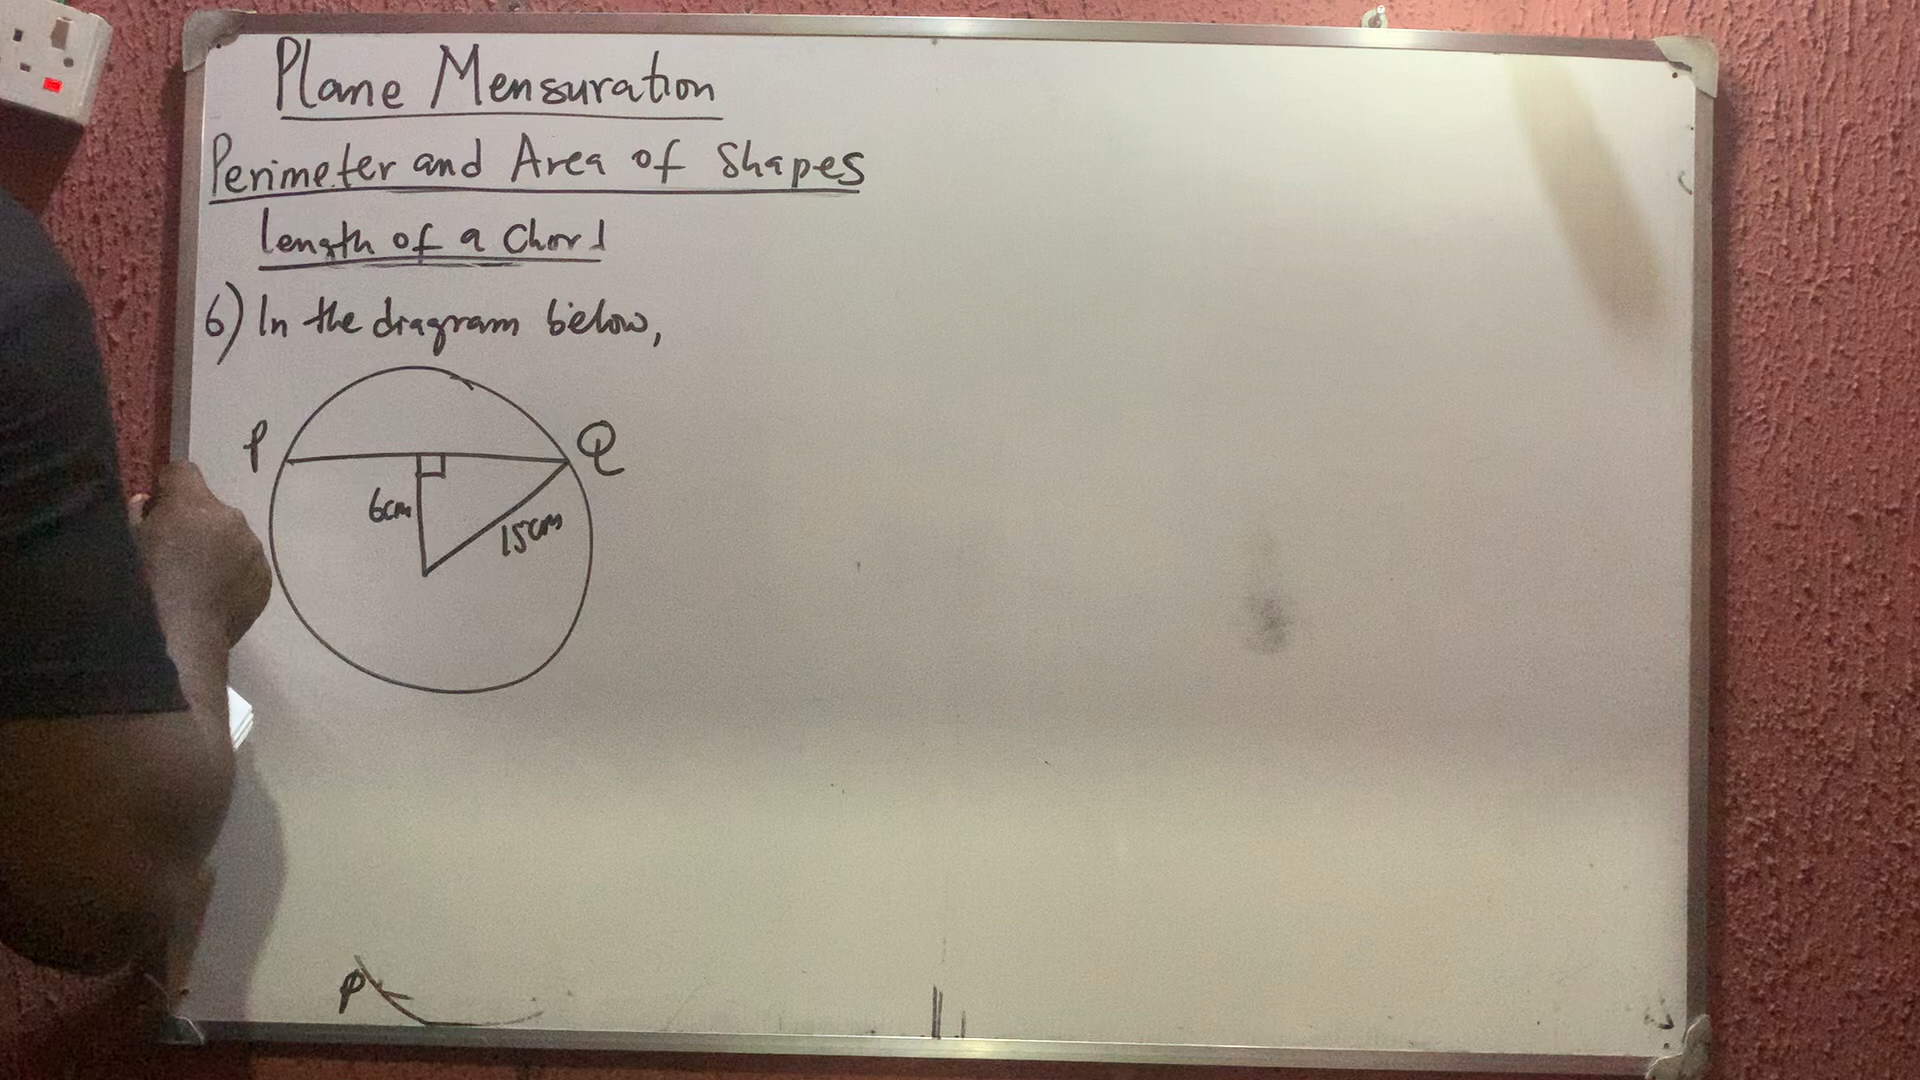 Plane Mensuration
Perimeter and Area of Shapes
Length of a Chord
6) In the diagram below,
P
Q
6cm
15cm
P